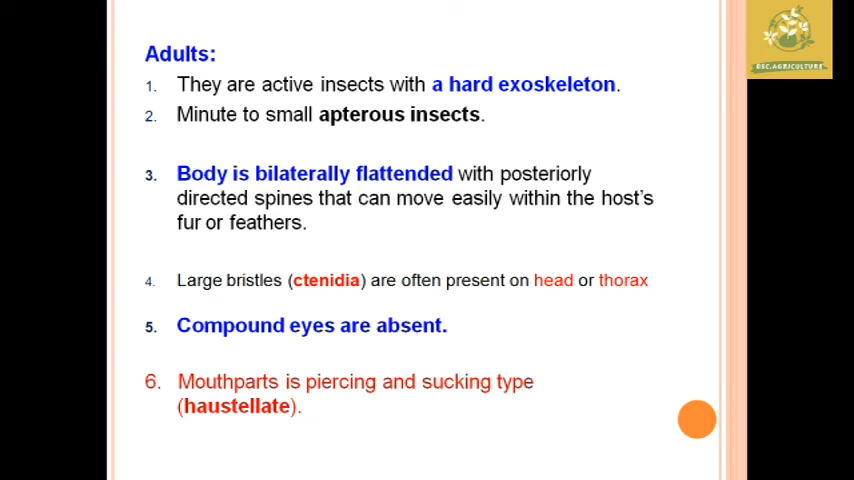 BSC.AGRICULTURE
Adults:
1. They are active insects with a hard exoskeleton.
2. Minute to small apterous insects.
3. Body is bilaterally flattended with posteriorly
directed spines that can move easily within the host's
fur or feathers.
4. Large bristles (ctenidia) are often present on head or thorax
5. Compound eyes are absent.
6. Mouthparts is piercing and sucking type
(haustellate).